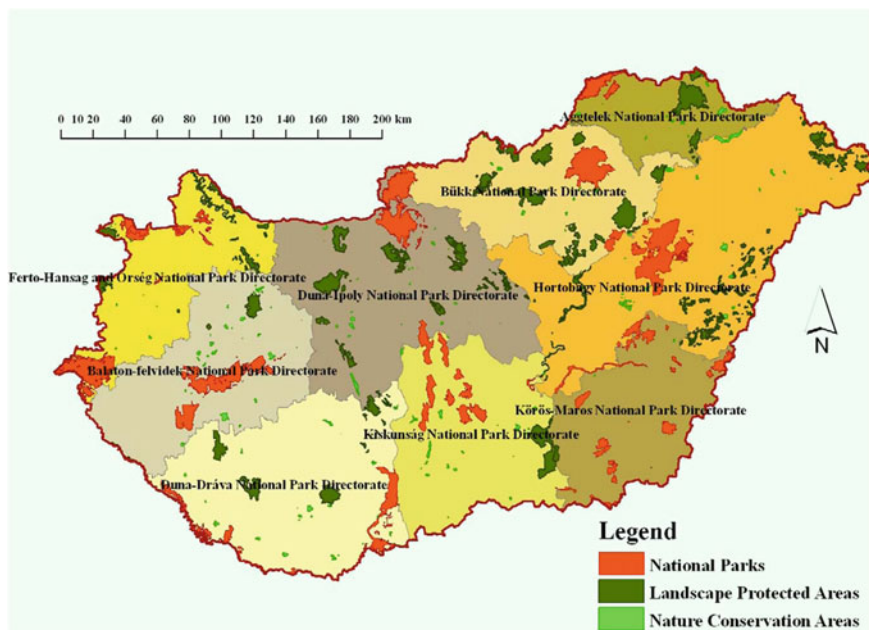 0 10 20 40 60 80 100 120 140 160 180 200 km
Aggtelek National Park Directorate
Bükk National Park Directorate
Ferto-Hansag and Orség National Park Directorate
Duna-Ipoly National Park Directorate
Hortobagy National Park Directorate
N
Balaton-felvidek National Park Directorate
Körös-Maros National Park Directorate
Kiskunság National Park Directorate
Duna-Dráva National Park Directorate
Legend
National Parks
Landscape Protected Areas
Nature Conservation Areas